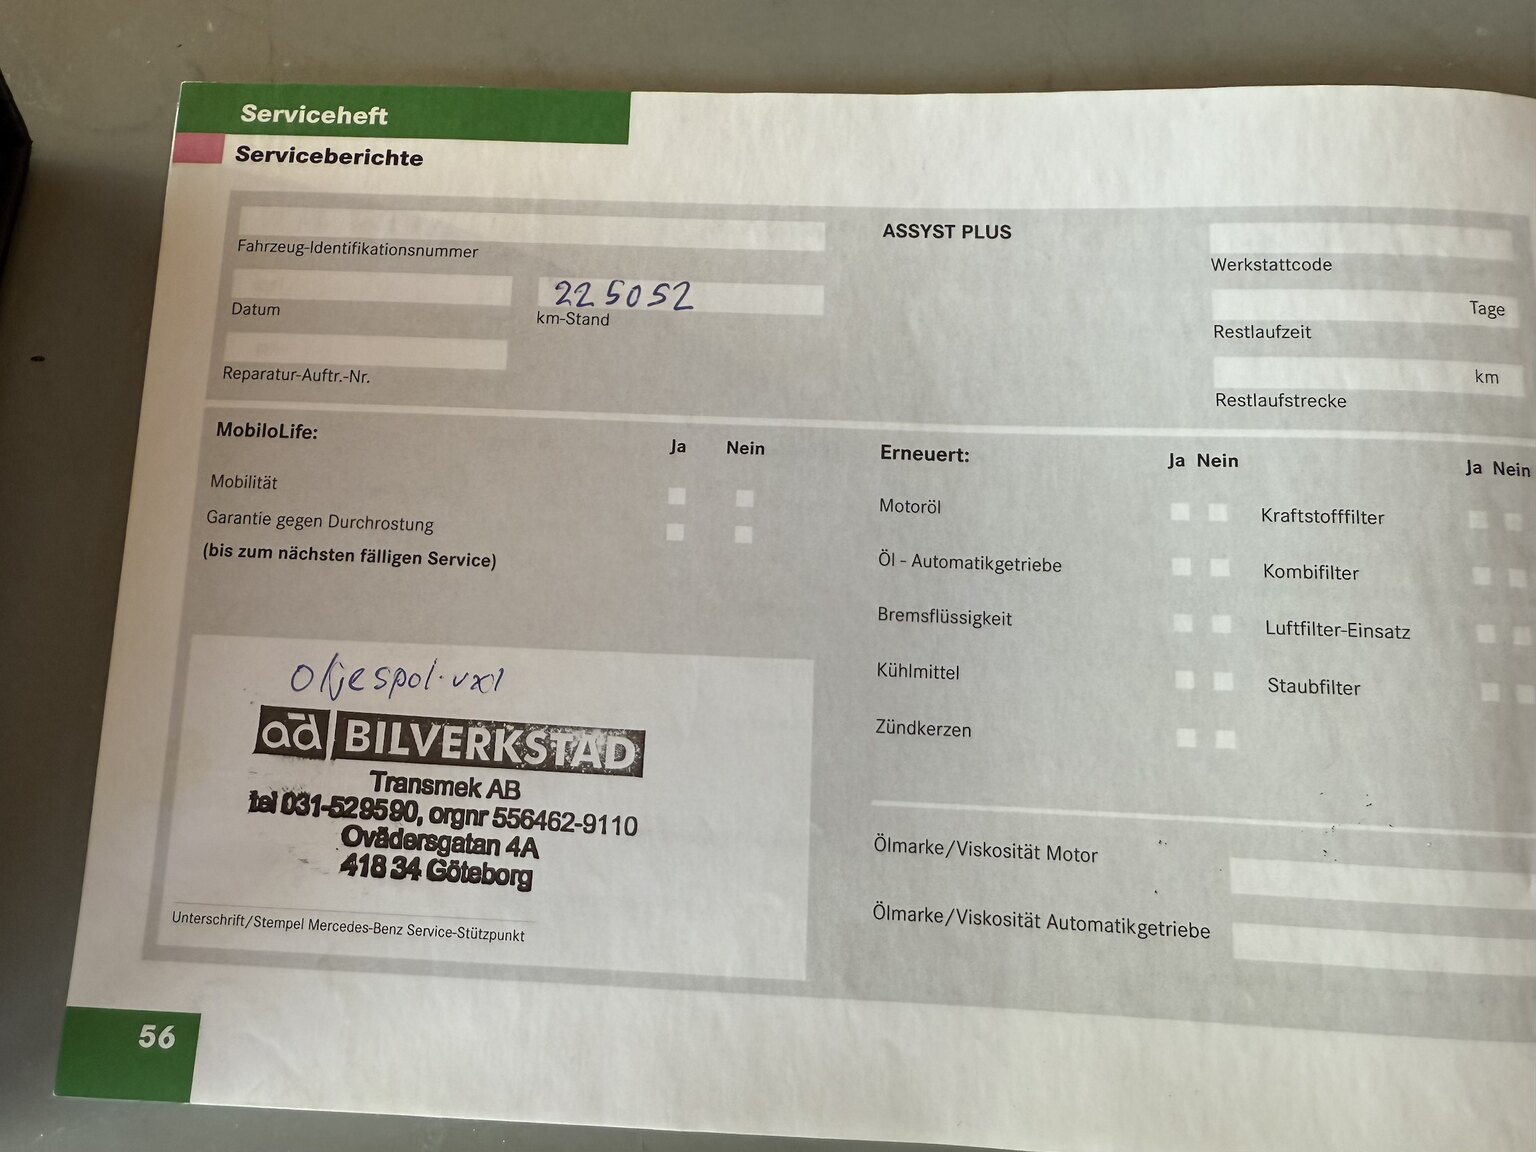 Serviceheft
Serviceberichte
Fahrzeug-Identifikationsnummer
Datum
225052
km-Stand
Reparatur-Auftr.-Nr.
ASSYST PLUS
Werkstattcode
Tage
Restlaufzeit
km
Restlaufstrecke
MobiloLife:
Ja Nein
Mobilität
Garantie gegen Durchrostung
(bis zum nächsten fälligen Service)
Erneuert:
Ja Nein
Ja Nein
Motoröl
Kraftstofffilter
Öl - Automatikgetriebe
Kombifilter
Bremsflüssigkeit
Luftfilter-Einsatz
Kühlmittel
Staubfilter
Zündkerzen
Oljespol. vxl
ad BILVERKSTAD
Transmek AB
tel 031-529590, orgnr 556462-9110
Ovädersgatan 4A
418 34 Göteborg
Unterschrift/Stempel Mercedes-Benz Service-Stützpunkt
Ölmarke/Viskosität Motor
Ölmarke/Viskosität Automatikgetriebe
56